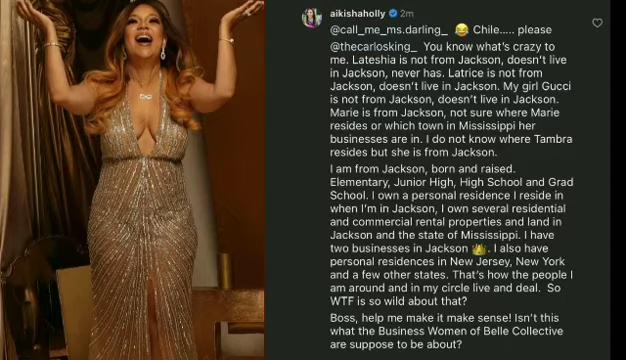 aikishaholly 2m
@call_me_ms.darling_ 😂 Chile..... please
@thecarlosking_ You know what's crazy to
me. Lateshia is not from Jackson, doesn't live
in Jackson, never has. Latrice is not from
Jackson, doesn't live in Jackson. My girl Gucci
is not from Jackson, doesn't live in Jackson.
Marie is from Jackson, not sure where Marie
resides or which town in Mississippi her
businesses are in. I do not know where Tambra
resides but she is from Jackson.
I am from Jackson, born and raised.
Elementary, Junior High, High School and Grad
School. I own a personal residence I reside in
when I'm in Jackson, I own several residential
and commercial rental properties and land in
Jackson and the state of Mississippi. I have
two businesses in Jackson 👑. I also have
personal residences in New Jersey, New York
and a few other states. That's how the people I
am around and in my circle live and deal. So
WTF is so wild about that?
Boss, help me make it make sense! Isn't this
what the Business Women of Belle Collective
are suppose to be about?